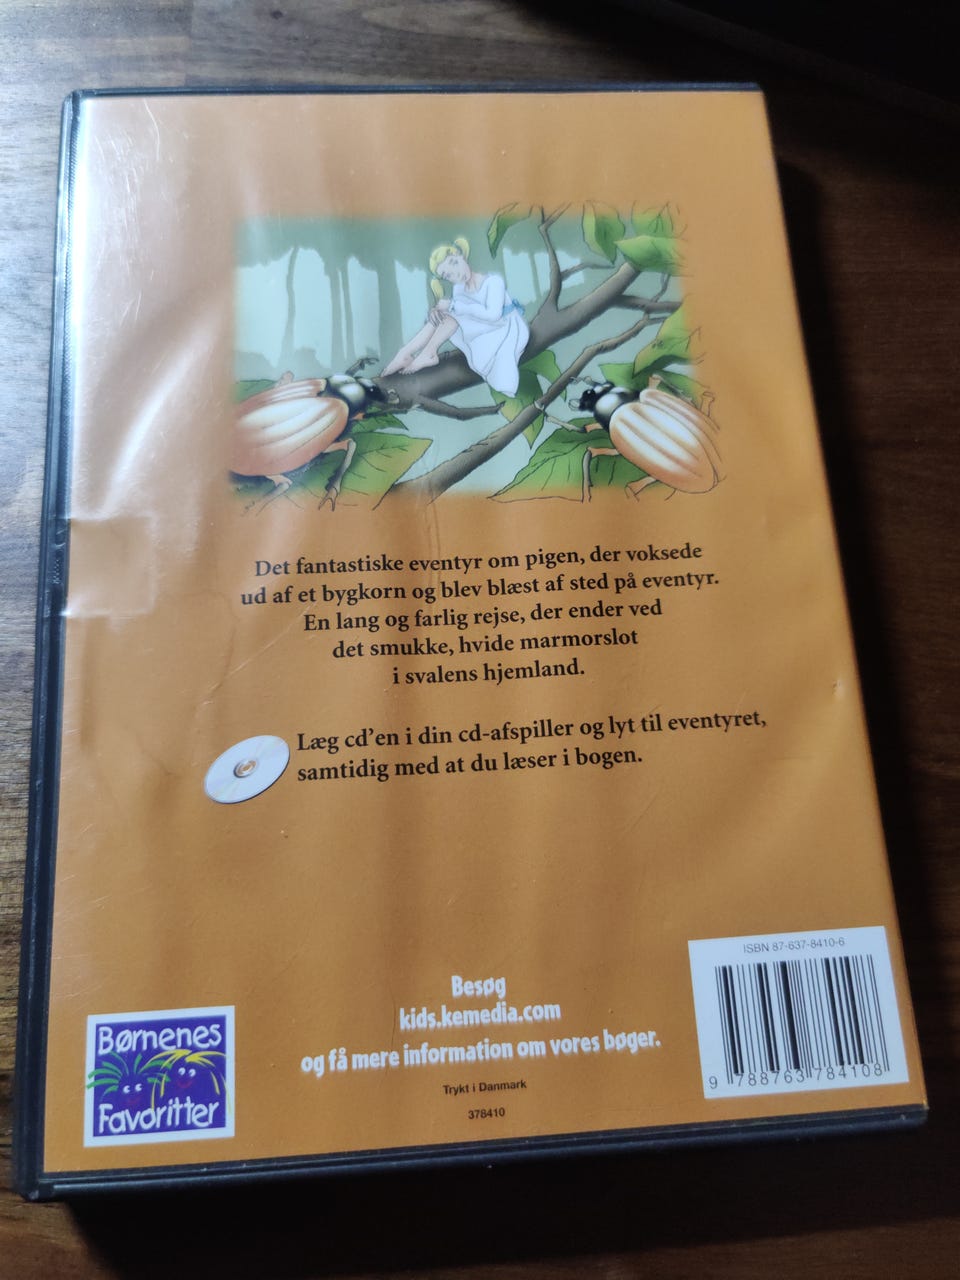 Det fantastiske eventyr om pigen, der voksede
ud af et bygkorn og blev blæst af sted på eventyr.
En lang og farlig rejse, der ender ved
det smukke, hvide marmorslot
i svalens hjemland.
Læg cd'en i din cd-afspiller og lyt til eventyret,
samtidig med at du læser i bogen.
ISBN 87-637-8410-6
9 788763 784108
Besøg
kids.kemedia.com
og få mere information om vores bøger.
Trykt i Danmark
378410
Børnenes
Favoritter